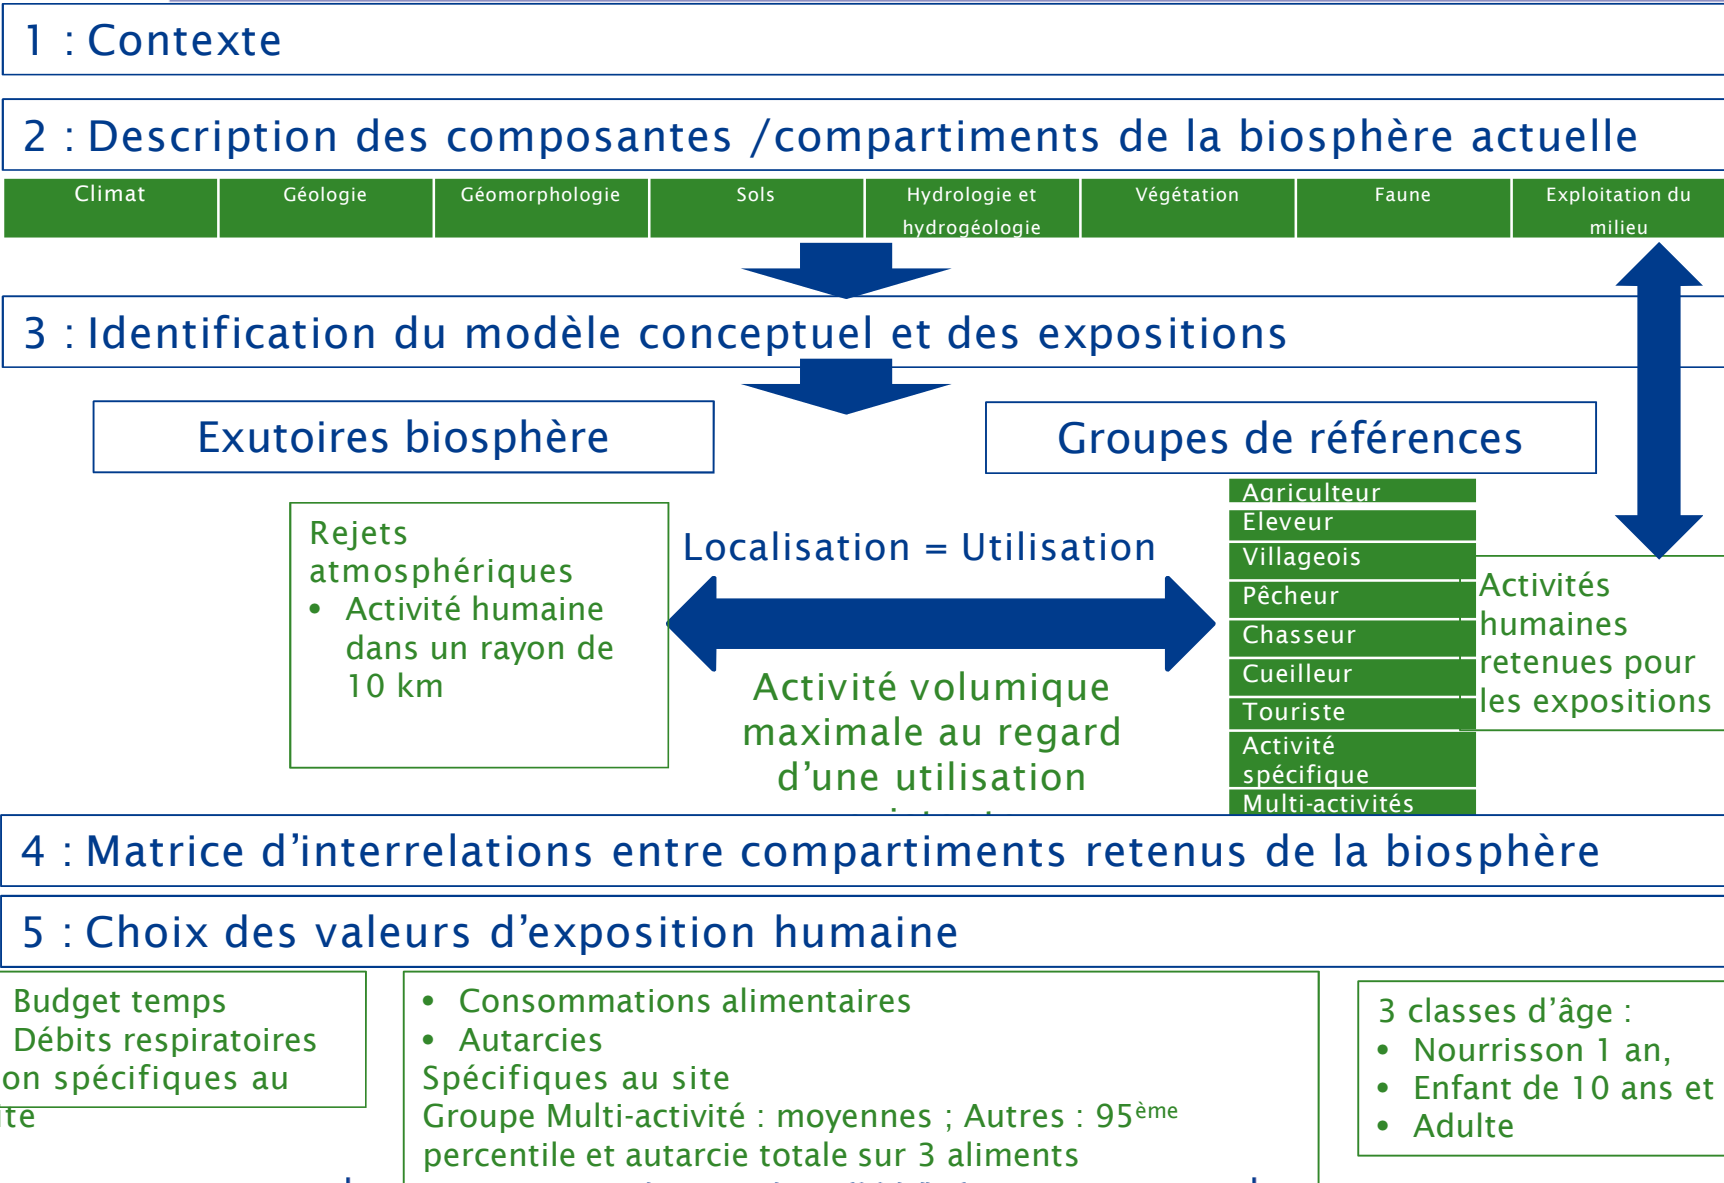 1 : Contexte
2 : Description des composantes /compartiments de la biosphère actuelle
Climat
Géologie
Géomorphologie
Sols
Hydrologie et
hydrogéologie
Végétation
Faune
Exploitation du
milieu
3 : Identification du modèle conceptuel et des expositions
Exutoires biosphère
Groupes de références
Rejets
atmosphériques
• Activité humaine
dans un rayon de
10 km
Localisation = Utilisation
Activité volumique
maximale au regard
d’une utilisation
Agriculteur
Eleveur
Villageois
Pêcheur
Chasseur
Cueilleur
Touriste
Activité
spécifique
Multi-activités
Activités
humaines
retenues pour
les expositions
4 : Matrice d’interrelations entre compartiments retenus de la biosphère
5 : Choix des valeurs d’exposition humaine
Budget temps
Débits respiratoires
on spécifiques au
• Consommations alimentaires
• Autarcies
Spécifiques au site
Groupe Multi-activité : moyennes ; Autres : 95ème
percentile et autarcie totale sur 3 aliments
3 classes d’âge :
• Nourrisson 1 an,
• Enfant de 10 ans et
• Adulte